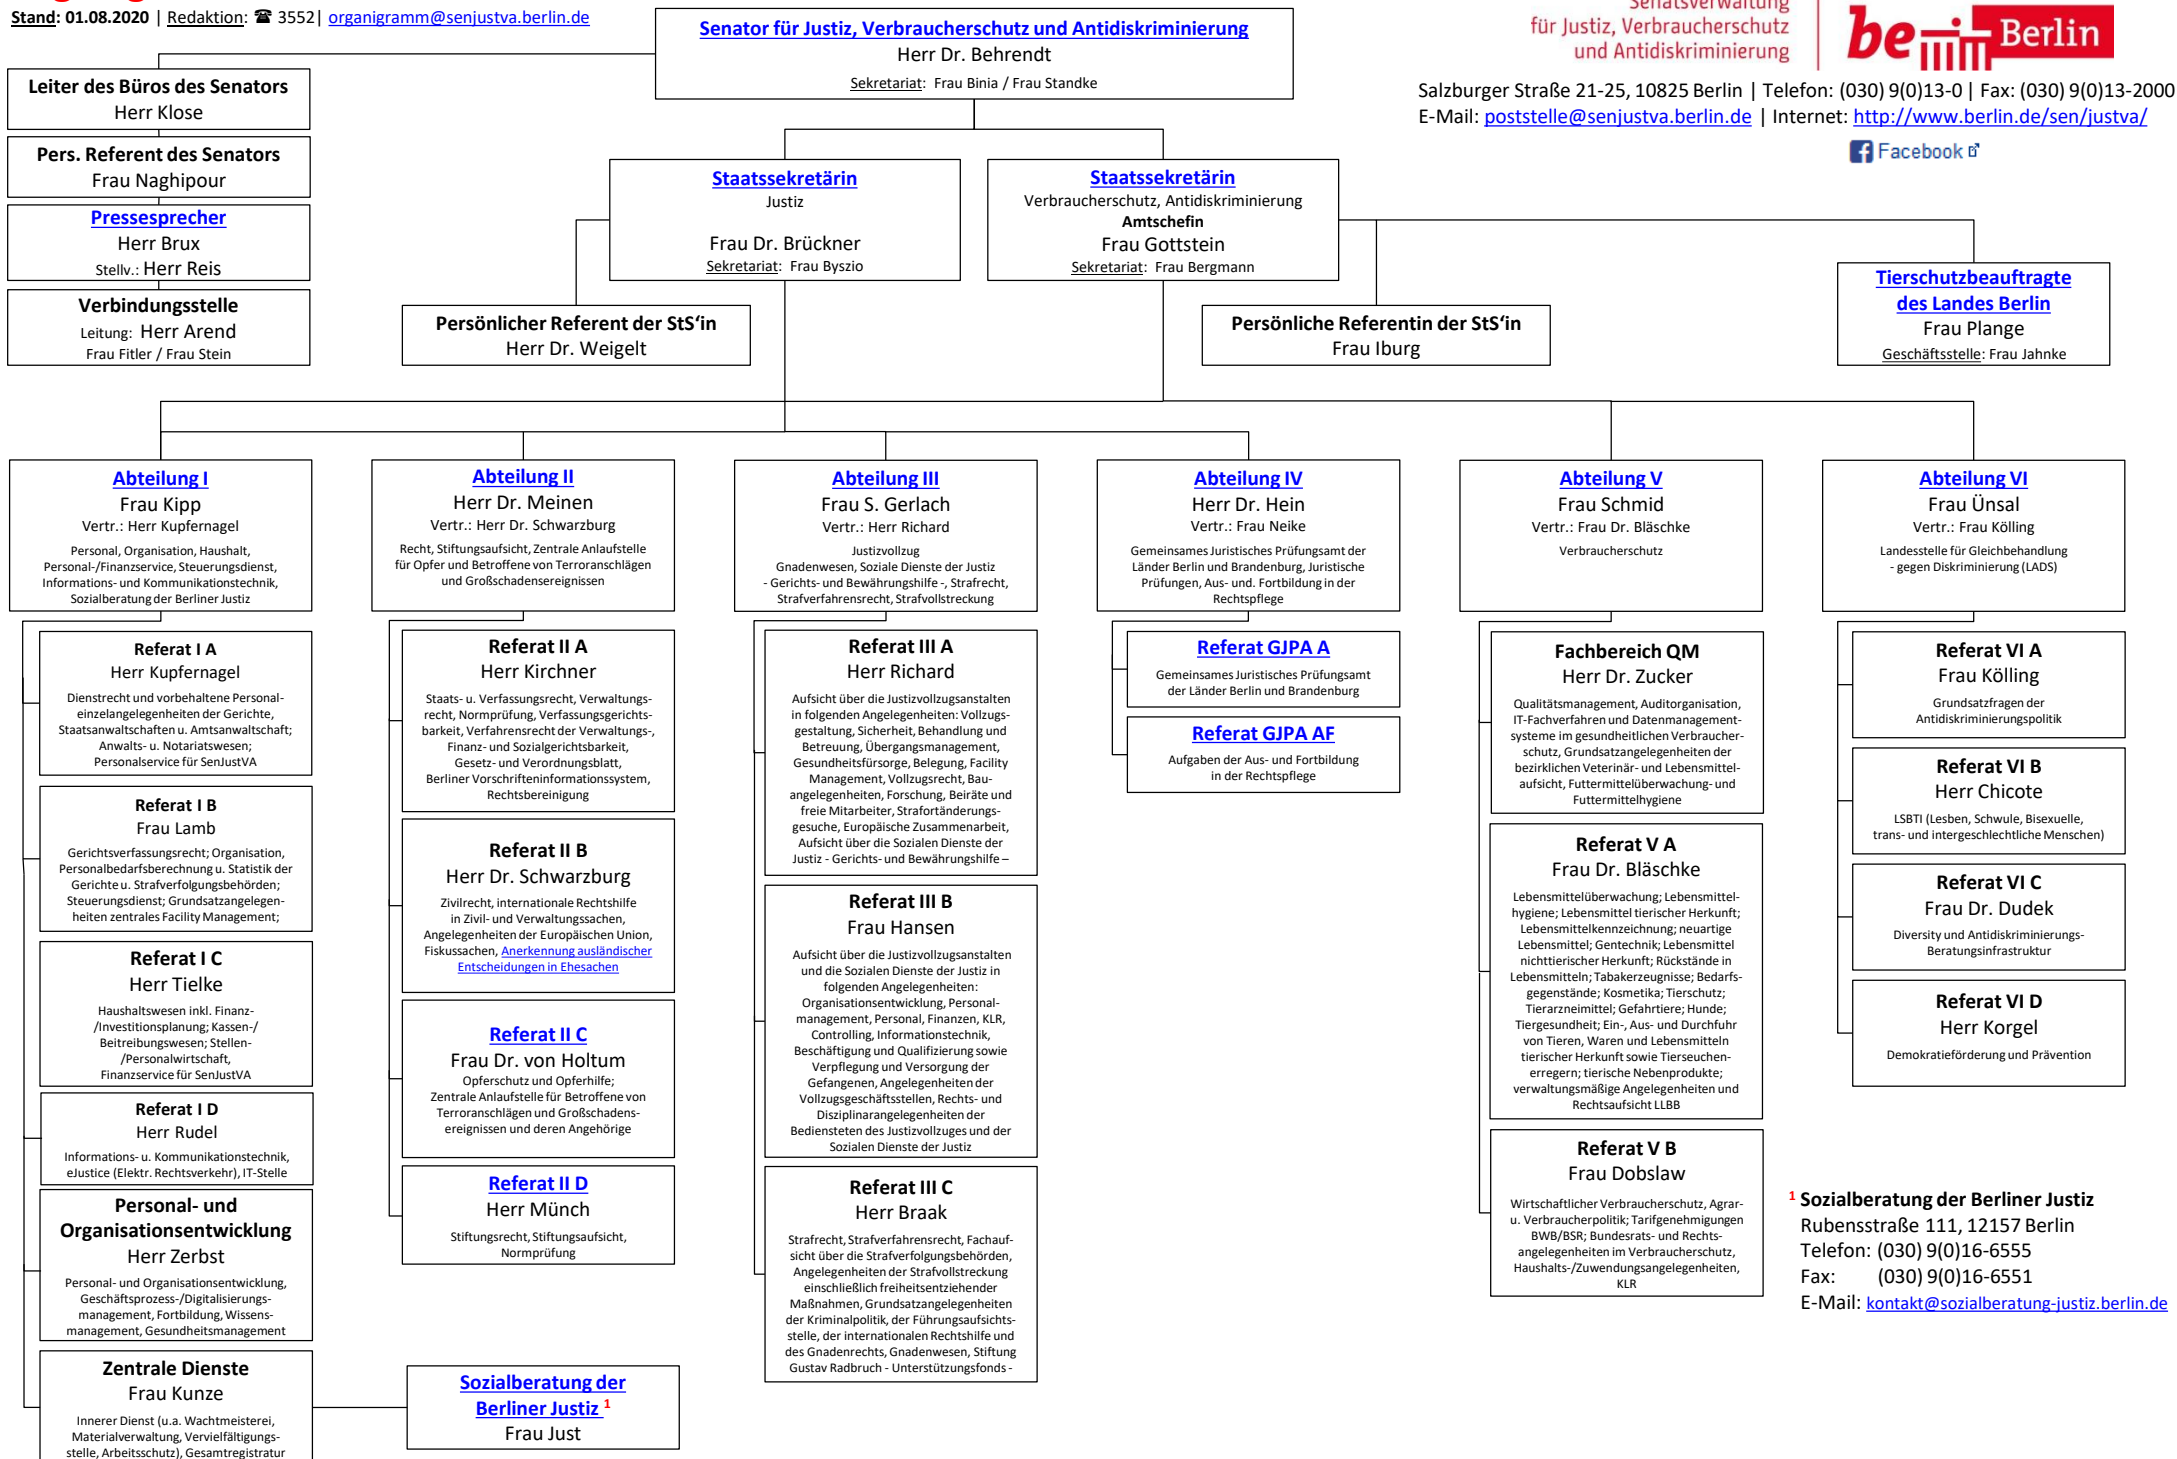 Stand: 01.08.2020 | Redaktion: ☎ 3552| organigramm@senjustva.berlin.de
Senator für Justiz, Verbraucherschutz und Antidiskriminierung
Herr Dr. Behrendt
Sekretariat: Frau Binia / Frau Standke
Senatsverwaltung
für Justiz, Verbraucherschutz
und Antidiskriminierung
be Berlin
Salzburger Straße 21-25, 10825 Berlin | Telefon: (030) 9(0)13-0 | Fax: (030) 9(0)13-2000
E-Mail: poststelle@senjustva.berlin.de | Internet: http://www.berlin.de/sen/justva/
Facebook
Leiter des Büros des Senators
Herr Klose
Pers. Referent des Senators
Frau Naghipour
Pressesprecher
Herr Brux
Stellv.: Herr Reis
Verbindungsstelle
Leitung: Herr Arend
Frau Fitler / Frau Stein
Staatssekretärin
Justiz
Frau Dr. Brückner
Sekretariat: Frau Byszio
Staatssekretärin
Verbraucherschutz, Antidiskriminierung
Amtschefin
Frau Gottstein
Sekretariat: Frau Bergmann
Persönlicher Referent der StS‘in
Herr Dr. Weigelt
Persönliche Referentin der StS‘in
Frau Iburg
Tierschutzbeauftragte
des Landes Berlin
Frau Plange
Geschäftsstelle: Frau Jahnke
Abteilung I
Frau Kipp
Vertr.: Herr Kupfernagel
Personal, Organisation, Haushalt,
Personal-/Finanzservice, Steuerungsdienst,
Informations- und Kommunikationstechnik,
Sozialberatung der Berliner Justiz
Referat I A
Herr Kupfernagel
Dienstrecht und vorbehaltene Personal-
einzelangelegenheiten der Gerichte,
Staatsanwaltschaften u. Amtsanwaltschaft;
Anwalts- u. Notariatswesen;
Personalservice für SenJustVA
Referat I B
Frau Lamb
Gerichtsverfassungsrecht; Organisation,
Personalbedarfsberechnung u. Statistik der
Gerichte u. Strafverfolgungsbehörden;
Steuerungsdienst; Grundsatzangelegen-
heiten zentrales Facility Management;
Referat I C
Herr Tielke
Haushaltswesen inkl. Finanz-
/Investitionsplanung; Kassen-/
Beitreibungswesen; Stellen-
/Personalwirtschaft,
Finanzservice für SenJustVA
Referat I D
Herr Rudel
Informations- u. Kommunikationstechnik,
eJustice (Elektr. Rechtsverkehr), IT-Stelle
Personal- und
Organisationsentwicklung
Herr Zerbst
Personal- und Organisationsentwicklung,
Geschäftsprozess-/Digitalisierungs-
management, Fortbildung, Wissens-
management, Gesundheitsmanagement
Zentrale Dienste
Frau Kunze
Innerer Dienst (u.a. Wachtmeisterei,
Materialverwaltung, Vervielfältigungs-
stelle, Arbeitsschutz), Gesamtregistratur
Sozialberatung der
Berliner Justiz 1
Frau Just
Abteilung II
Herr Dr. Meinen
Vertr.: Herr Dr. Schwarzburg
Recht, Stiftungsaufsicht, Zentrale Anlaufstelle
für Opfer und Betroffene von Terroranschlägen
und Großschadensereignissen
Referat II A
Herr Kirchner
Staats- u. Verfassungsrecht, Verwaltungs-
recht, Normprüfung, Verfassungsgerichts-
barkeit, Verfahrensrecht der Verwaltungs-,
Finanz- und Sozialgerichtsbarkeit,
Gesetz- und Verordnungsblatt,
Berliner Vorschrifteninformationssystem,
Rechtsbereinigung
Referat II B
Herr Dr. Schwarzburg
Zivilrecht, internationale Rechtshilfe
in Zivil- und Verwaltungssachen,
Angelegenheiten der Europäischen Union,
Fiskussachen, Anerkennung ausländischer
Entscheidungen in Ehesachen
Referat II C
Frau Dr. von Holtum
Opferschutz und Opferhilfe;
Zentrale Anlaufstelle für Betroffene von
Terroranschlägen und Großschadens-
ereignissen und deren Angehörige
Referat II D
Herr Münch
Stiftungsrecht, Stiftungsaufsicht,
Normprüfung
Abteilung III
Frau S. Gerlach
Vertr.: Herr Richard
Justizvollzug
Gnadenwesen, Soziale Dienste der Justiz
- Gerichts- und Bewährungshilfe -, Strafrecht,
Strafverfahrensrecht, Strafvollstreckung
Referat III A
Herr Richard
Aufsicht über die Justizvollzugsanstalten
in folgenden Angelegenheiten: Vollzugs-
gestaltung, Sicherheit, Behandlung und
Betreuung, Übergangsmanagement,
Gesundheitsfürsorge, Belegung, Facility
Management, Vollzugsrecht, Bau-
angelegenheiten, Forschung, Beiräte und
freie Mitarbeiter, Strafortänderungs-
gesuche, Europäische Zusammenarbeit,
Aufsicht über die Sozialen Dienste der
Justiz - Gerichts- und Bewährungshilfe –
Referat III B
Frau Hansen
Aufsicht über die Justizvollzugsanstalten
und die Sozialen Dienste der Justiz in
folgenden Angelegenheiten:
Organisationsentwicklung, Personal-
management, Personal, Finanzen, KLR,
Controlling, Informationstechnik,
Beschäftigung und Qualifizierung sowie
Verpflegung und Versorgung der
Gefangenen, Angelegenheiten der
Vollzugsgeschäftsstellen, Rechts- und
Disziplinarangelegenheiten der
Bediensteten des Justizvollzuges und der
Sozialen Dienste der Justiz
Referat III C
Herr Braak
Strafrecht, Strafverfahrensrecht, Fachauf-
sicht über die Strafverfolgungsbehörden,
Angelegenheiten der Strafvollstreckung
einschließlich freiheitsentziehender
Maßnahmen, Grundsatzangelegenheiten
der Kriminalpolitik, der Führungsaufsichts-
stelle, der internationalen Rechtshilfe und
des Gnadenrechts, Gnadenwesen, Stiftung
Gustav Radbruch - Unterstützungsfonds -
Abteilung IV
Herr Dr. Hein
Vertr.: Frau Neike
Gemeinsames Juristisches Prüfungsamt der
Länder Berlin und Brandenburg, Juristische
Prüfungen, Aus- und. Fortbildung in der
Rechtspflege
Referat GJPA A
Gemeinsames Juristisches Prüfungsamt
der Länder Berlin und Brandenburg
Referat GJPA AF
Aufgaben der Aus- und Fortbildung
in der Rechtspflege
Abteilung V
Frau Schmid
Vertr.: Frau Dr. Bläschke
Verbraucherschutz
Fachbereich QM
Herr Dr. Zucker
Qualitätsmanagement, Auditorganisation,
IT-Fachverfahren und Datenmanagement-
systeme im gesundheitlichen Verbraucher-
schutz, Grundsatzangelegenheiten der
bezirklichen Veterinär- und Lebensmittel-
aufsicht, Futtermittelüberwachung- und
Futtermittelhygiene
Referat V A
Frau Dr. Bläschke
Lebensmittelüberwachung; Lebensmittel-
hygiene; Lebensmittel tierischer Herkunft;
Lebensmittelkennzeichnung; neuartige
Lebensmittel; Gentechnik; Lebensmittel
nichttierischer Herkunft; Rückstände in
Lebensmitteln; Tabakerzeugnisse; Bedarfs-
gegenstände; Kosmetika; Tierschutz;
Tierarzneimittel; Gefahrtiere; Hunde;
Tiergesundheit; Ein-, Aus- und Durchfuhr
von Tieren, Waren und Lebensmitteln
tierischer Herkunft sowie Tierseuchen-
erregern; tierische Nebenprodukte;
verwaltungsmäßige Angelegenheiten und
Rechtsaufsicht LLBB
Referat V B
Frau Dobslaw
Wirtschaftlicher Verbraucherschutz, Agrar-
u. Verbraucherpolitik; Tarifgenehmigungen
BWB/BSR; Bundesrats- und Rechts-
angelegenheiten im Verbraucherschutz,
Haushalts-/Zuwendungsangelegenheiten,
KLR
Abteilung VI
Frau Ünsal
Vertr.: Frau Kölling
Landesstelle für Gleichbehandlung
- gegen Diskriminierung (LADS)
Referat VI A
Frau Kölling
Grundsatzfragen der
Antidiskriminierungspolitik
Referat VI B
Herr Chicote
LSBTI (Lesben, Schwule, Bisexuelle,
trans- und intergeschlechtliche Menschen)
Referat VI C
Frau Dr. Dudek
Diversity und Antidiskriminierungs-
Beratungsinfrastruktur
Referat VI D
Herr Korgel
Demokratieförderung und Prävention
1 Sozialberatung der Berliner Justiz
Rubensstraße 111, 12157 Berlin
Telefon: (030) 9(0)16-6555
Fax: (030) 9(0)16-6551
E-Mail: kontakt@sozialberatung-justiz.berlin.de